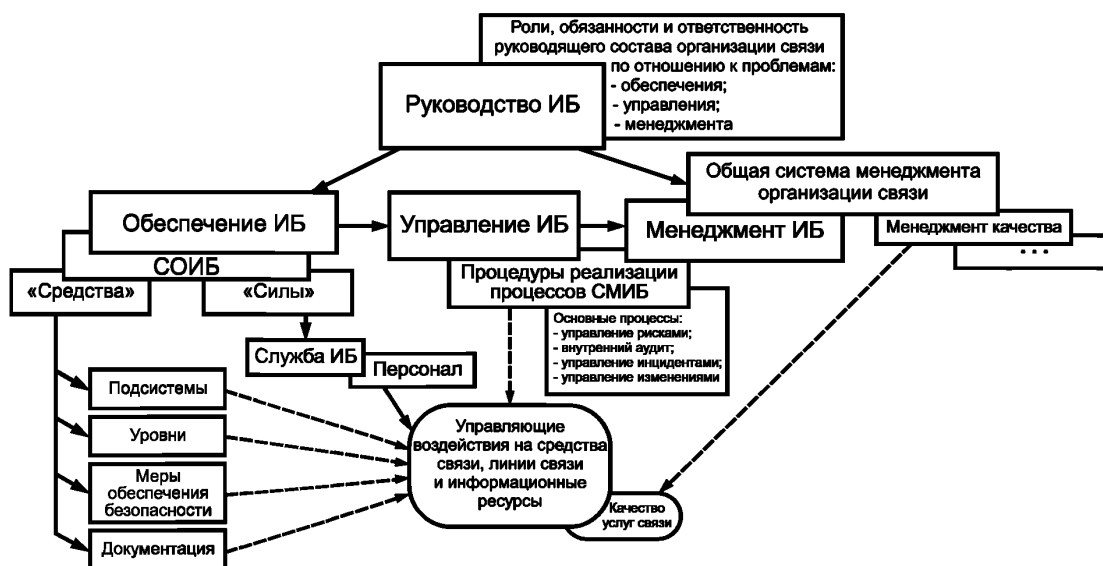 Роли, обязанности и ответственность
руководящего состава организации связи
по отношению к проблемам:
- обеспечения;
- управления;
- менеджмента
Руководство ИБ
Общая система менеджмента
организации связи
Обеспечение ИБ
Управление ИБ
Менеджмент ИБ
Менеджмент качества
...
СОИБ
«Средства»
«Силы»
Процедуры реализации
процессов СМИБ
Основные процессы:
- управление рисками;
- внутренний аудит;
- управление инцидентами;
- управление изменениями
Служба ИБ
Персонал
Подсистемы
Уровни
Меры
обеспечения
безопасности
Документация
Управляющие
воздействия на средства
связи, линии связи
и информационные
ресурсы
Качество
услуг связи